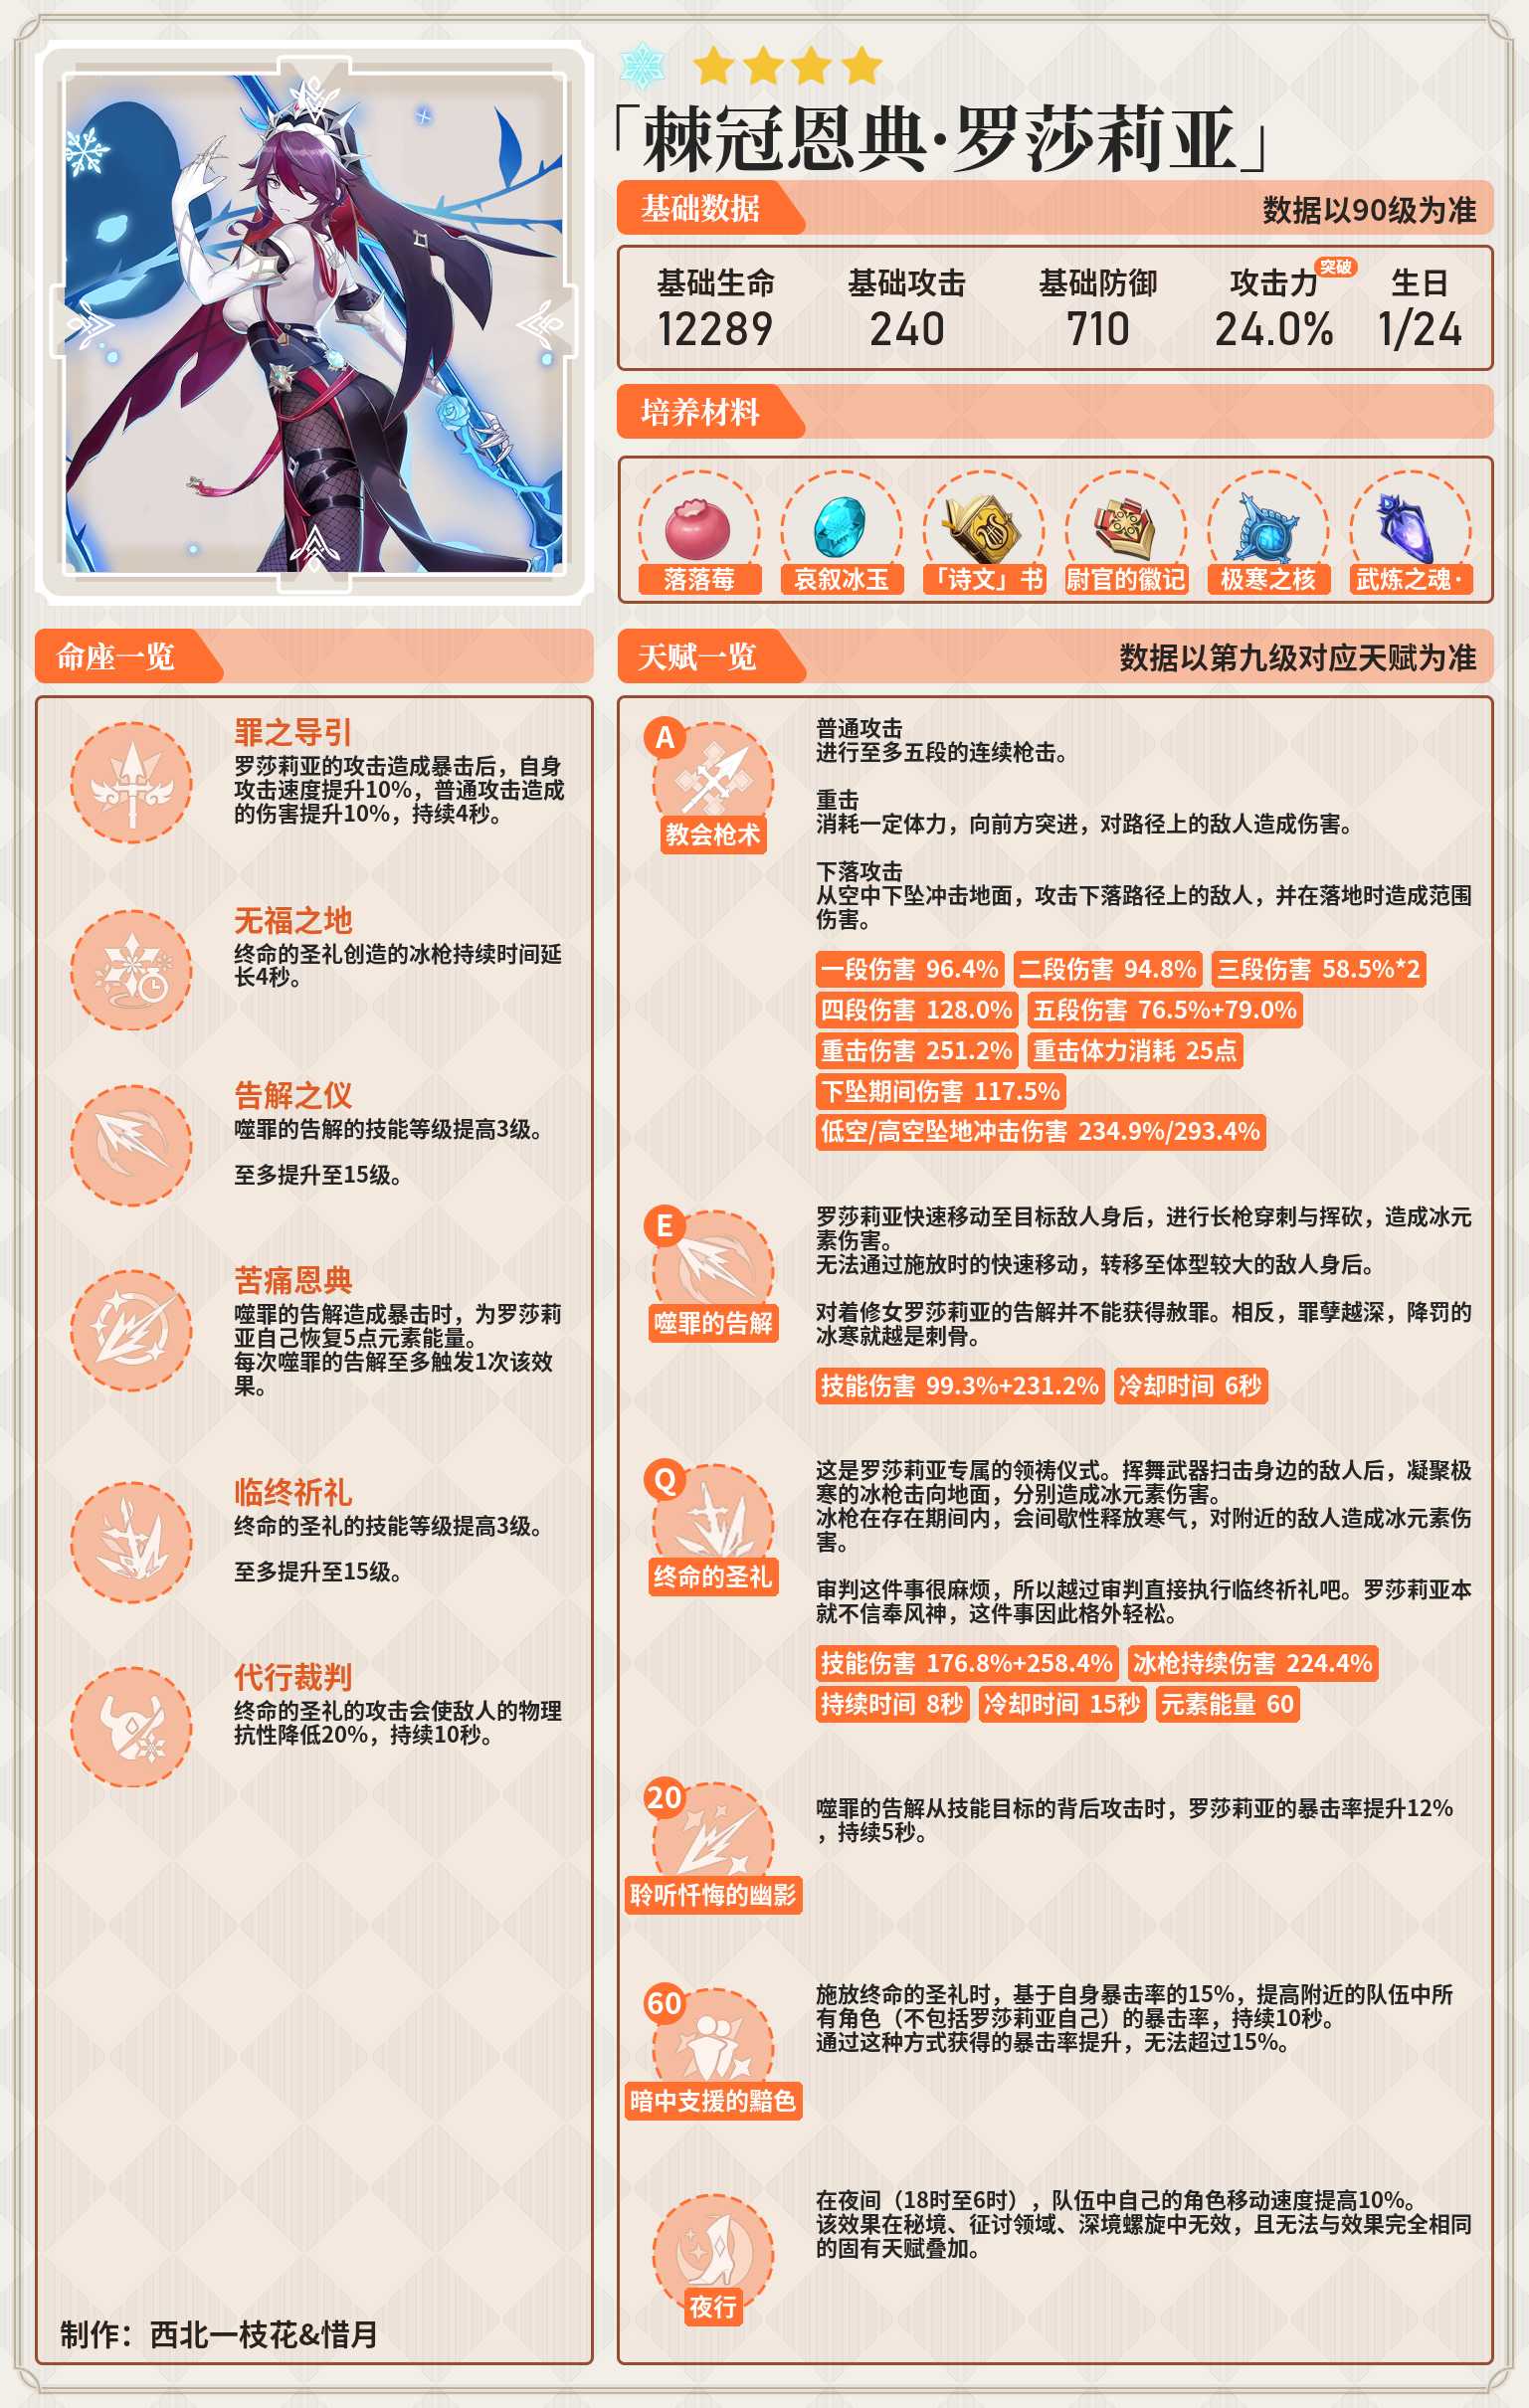 「棘冠恩典·罗莎莉亚」
基础数据
数据以90级为准
基础生命
基础攻击
基础防御
攻击力
突破
生日
12289
240
710
24.0%
1/24
培养材料
落落莓
哀叙冰玉
「诗文」书
尉官的徽记
极寒之核
武炼之魂·
命座一览
罪之导引
罗莎莉亚的攻击造成暴击后，自身
攻击速度提升10%，普通攻击造成
的伤害提升10%，持续4秒。
无福之地
终命的圣礼创造的冰枪持续时间延
长4秒。
告解之仪
噬罪的告解的技能等级提高3级。
至多提升至15级。
苦痛恩典
噬罪的告解造成暴击时，为罗莎莉
亚自己恢复5点元素能量。
每次噬罪的告解至多触发1次该效
果。
临终祈礼
终命的圣礼的技能等级提高3级。
至多提升至15级。
代行裁判
终命的圣礼的攻击会使敌人的物理
抗性降低20%，持续10秒。
制作：西北一枝花&惜月
天赋一览
数据以第九级对应天赋为准
A
教会枪术
普通攻击
进行至多五段的连续枪击。
重击
消耗一定体力，向前方突进，对路径上的敌人造成伤害。
下落攻击
从空中下坠冲击地面，攻击下落路径上的敌人，并在落地时造成范围
伤害。
一段伤害 96.4% 二段伤害 94.8% 三段伤害 58.5%*2
四段伤害 128.0% 五段伤害 76.5%+79.0%
重击伤害 251.2% 重击体力消耗 25点
下坠期间伤害 117.5%
低空/高空坠地冲击伤害 234.9%/293.4%
E
噬罪的告解
罗莎莉亚快速移动至目标敌人身后，进行长枪穿刺与挥砍，造成冰元
素伤害。
无法通过施放时的快速移动，转移至体型较大的敌人身后。
对着修女罗莎莉亚的告解并不能获得赦罪。相反，罪孽越深，降罚的
冰寒就越是刺骨。
技能伤害 99.3%+231.2% 冷却时间 6秒
Q
终命的圣礼
这是罗莎莉亚专属的领祷仪式。挥舞武器扫击身边的敌人后，凝聚极
寒的冰枪击向地面，分别造成冰元素伤害。
冰枪在存在期间内，会间歇性释放寒气，对附近的敌人造成冰元素伤
害。
审判这件事很麻烦，所以越过审判直接执行临终祈礼吧。罗莎莉亚本
就不信奉风神，这件事因此格外轻松。
技能伤害 176.8%+258.4% 冰枪持续伤害 224.4%
持续时间 8秒 冷却时间 15秒 元素能量 60
20
聆听忏悔的幽影
噬罪的告解从技能目标的背后攻击时，罗莎莉亚的暴击率提升12%
，持续5秒。
60
暗中支援的黯色
施放终命的圣礼时，基于自身暴击率的15%，提高附近的队伍中所
有角色（不包括罗莎莉亚自己）的暴击率，持续10秒。
通过这种方式获得的暴击率提升，无法超过15%。
夜行
在夜间（18时至6时），队伍中自己的角色移动速度提高10%。
该效果在秘境、征讨领域、深境螺旋中无效，且无法与效果完全相同
的固有天赋叠加。